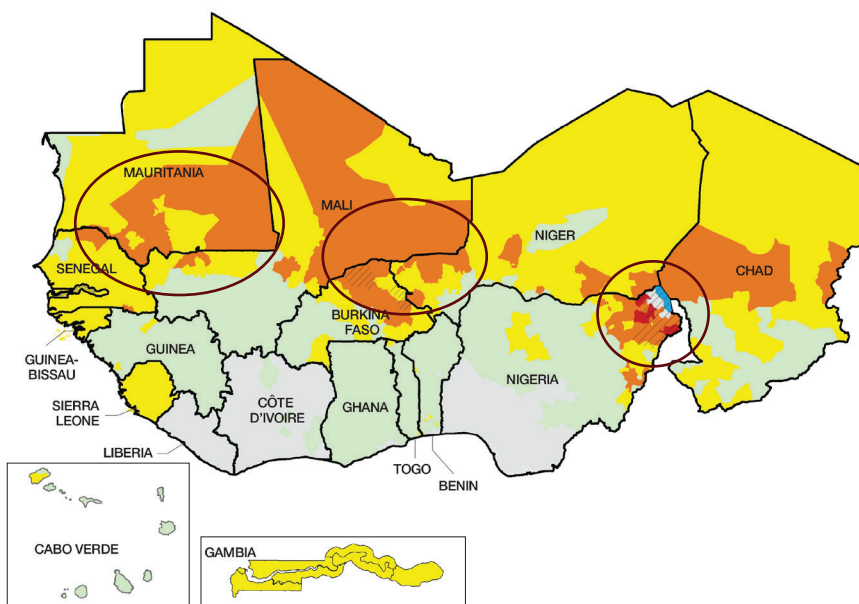 MAURITANIA
MALI
NIGER
CHAD
SENEGAL
BURKINA
FASO
GUINEA-
BISSAU
GUINEA
NIGERIA
SIERRA
LEONE
CÔTE
D'IVOIRE
GHANA
LIBERIA
TOGO
BENIN
CABO VERDE
GAMBIA